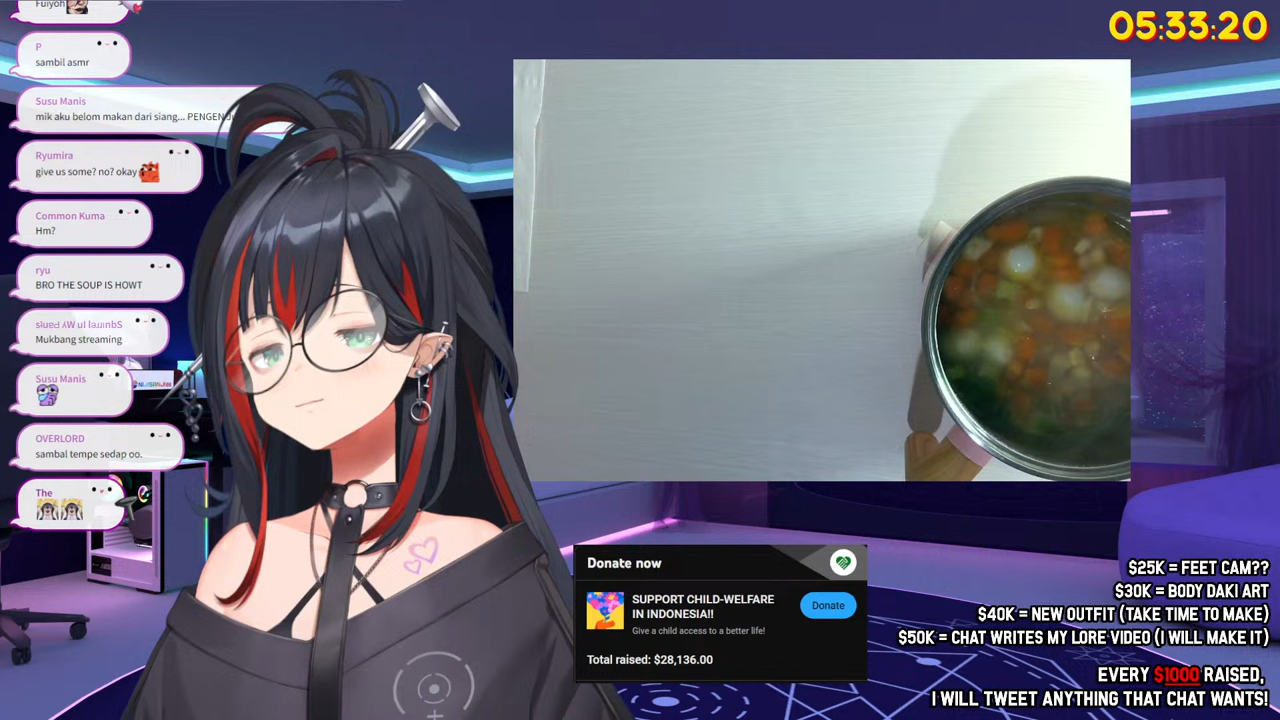 Fuiyoh
05:33:20
P
sambil asmr
Susu Manis
mik aku belom makan dari siang... PENGEN
Ryumira
give us some? no? okay
Common Kuma
Hm?
ryu
BRO THE SOUP IS HOWT
Mukbang streaming
Susu Manis
OVERLORD
sambal tempe sedap oo.
The
Donate now
SUPPORT CHILD-WELFARE
IN INDONESIA!!
Give a child access to a better life!
Donate
Total raised: $28,136.00
$25K = FEET CAM??
$30K = BODY DAKI ART
$40K = NEW OUTFIT (TAKE TIME TO MAKE)
$50K = CHAT WRITES MY LORE VIDEO (I WILL MAKE IT)
EVERY $1000 RAISED,
I WILL TWEET ANYTHING THAT CHAT WANTS!